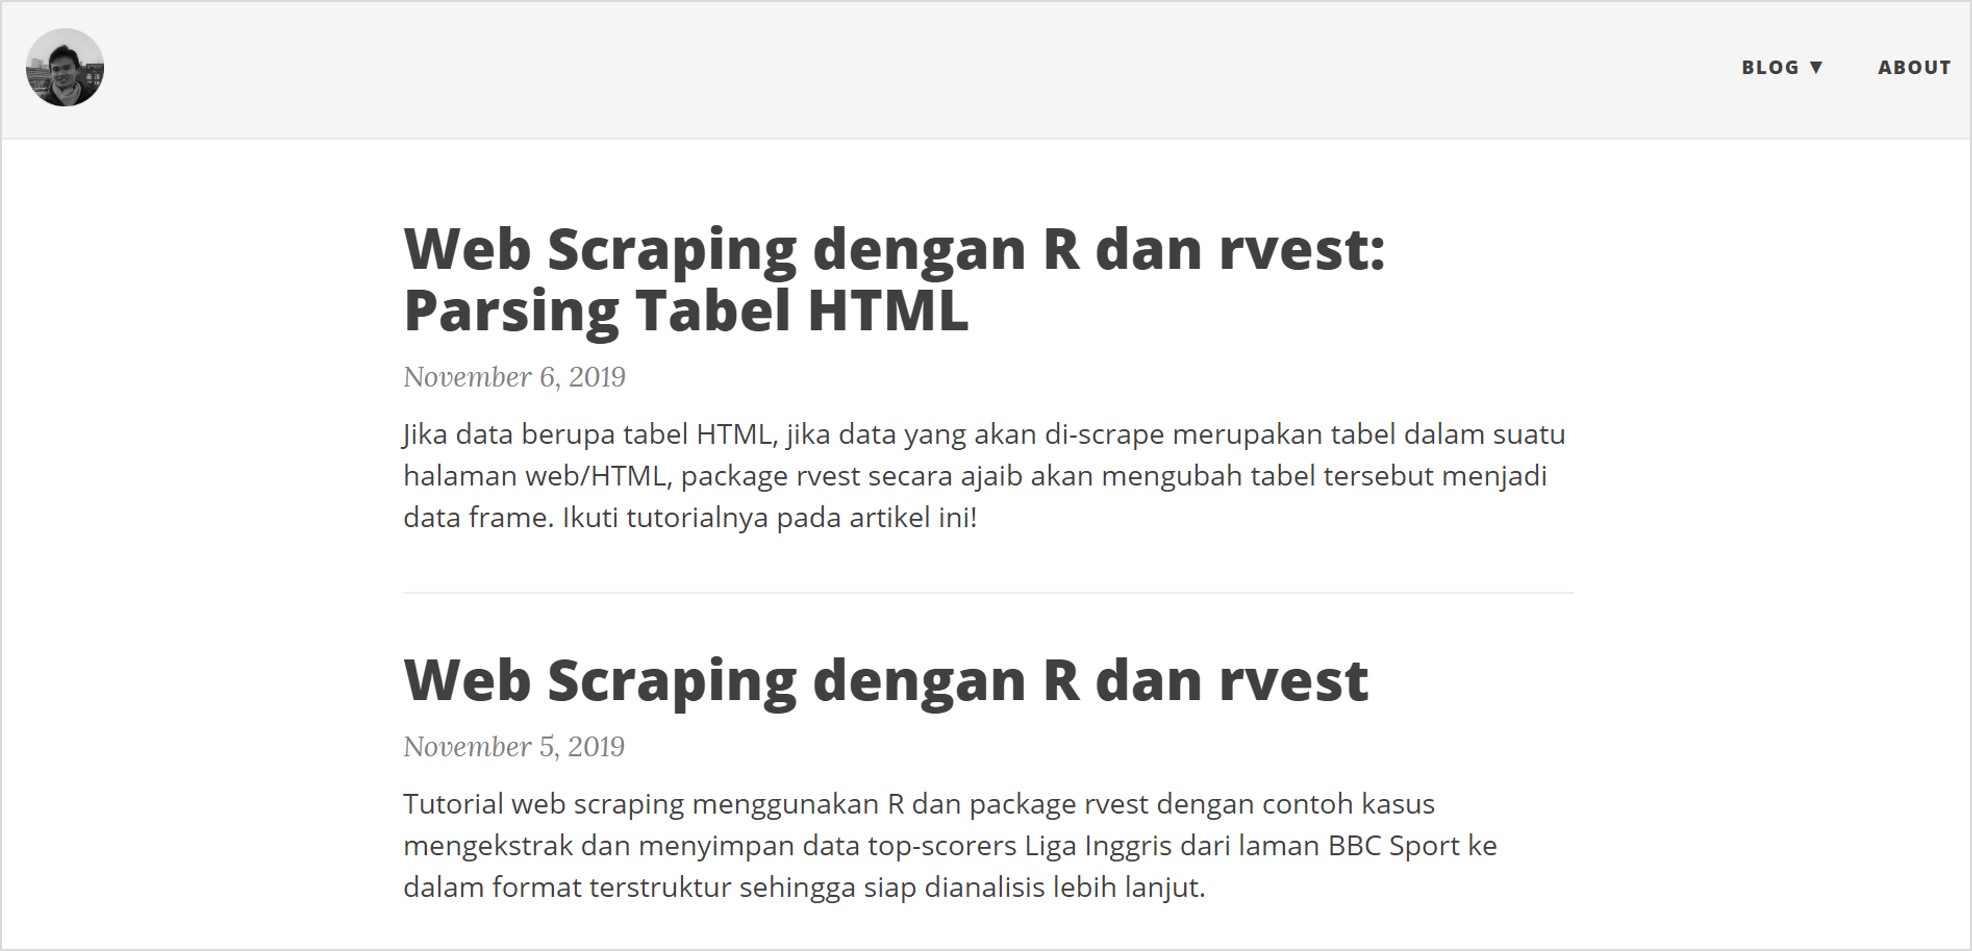 BLOG ▼ ABOUT
Web Scraping dengan R dan rvest:
Parsing Tabel HTML
November 6, 2019
Jika data berupa tabel HTML, jika data yang akan di-scrape merupakan tabel dalam suatu
halaman web/HTML, package rvest secara ajaib akan mengubah tabel tersebut menjadi
data frame. Ikuti tutorialnya pada artikel ini!
Web Scraping dengan R dan rvest
November 5, 2019
Tutorial web scraping menggunakan R dan package rvest dengan contoh kasus
mengekstrak dan menyimpan data top-scorers Liga Inggris dari laman BBC Sport ke
dalam format terstruktur sehingga siap dianalisis lebih lanjut.